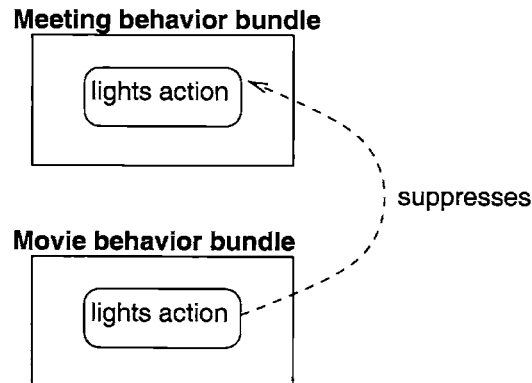 Meeting behavior bundle
lights action
suppresses
Movie behavior bundle
lights action